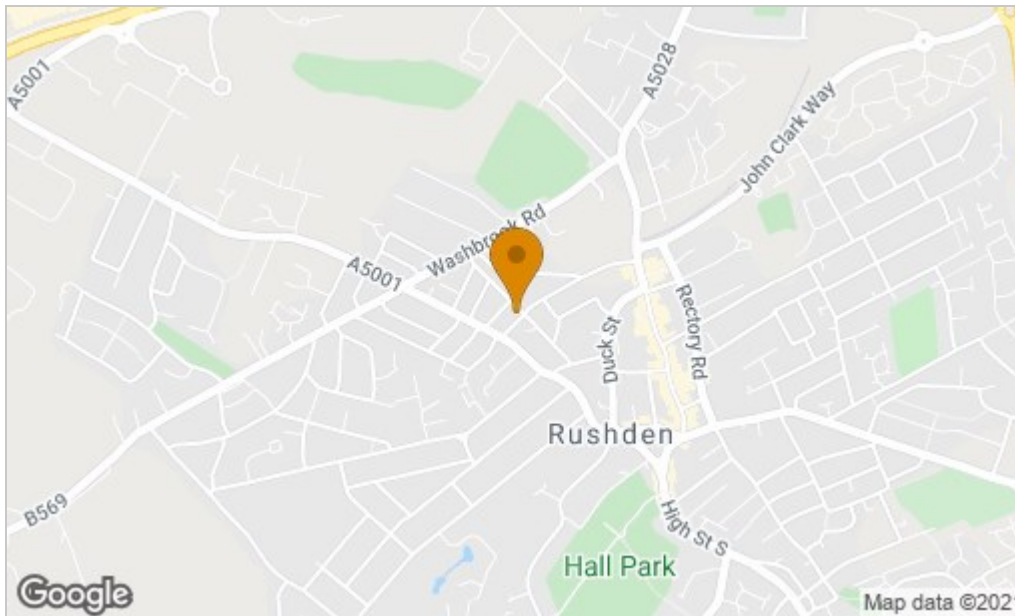 A5001
A5028
John Clark Way
Washbrook Rd
A5001
Rectory Rd
Duck St
Rushden
B569
High St S
Hall Park
Google
Map data ©202